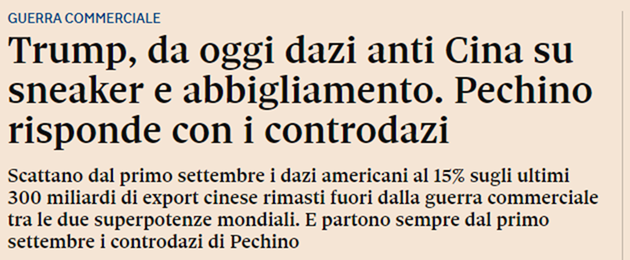 GUERRA COMMERCIALE
Trump, da oggi dazi anti Cina su
sneaker e abbigliamento. Pechino
risponde con i controdazi
Scattano dal primo settembre i dazi americani al 15% sugli ultimi
300 miliardi di export cinese rimasti fuori dalla guerra commerciale
tra le due superpotenze mondiali. E partono sempre dal primo
settembre i controdazi di Pechino